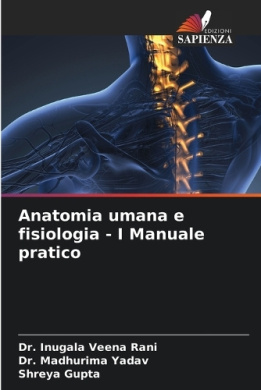 EDIZIONI
SAPIENZA
Anatomia umana e
fisiologia - I Manuale
pratico
Dr. Inugala Veena Rani
Dr. Madhurima Yadav
Shreya Gupta